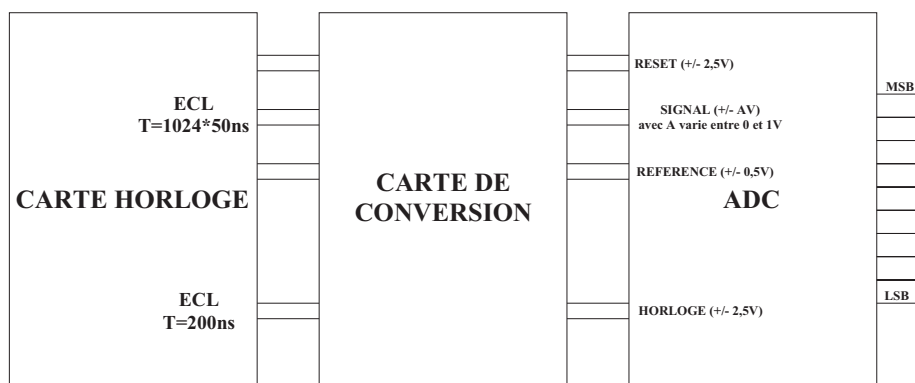 RESET (+/- 2,5V)
MSB
ECL
T=1024*50ns
SIGNAL (+/- AV)
avec A varie entre 0 et 1V
REFERENCE (+/- 0,5V)
CARTE HORLOGE
CARTE DE
CONVERSION
ADC
ECL
T=200ns
HORLOGE (+/- 2,5V)
LSB